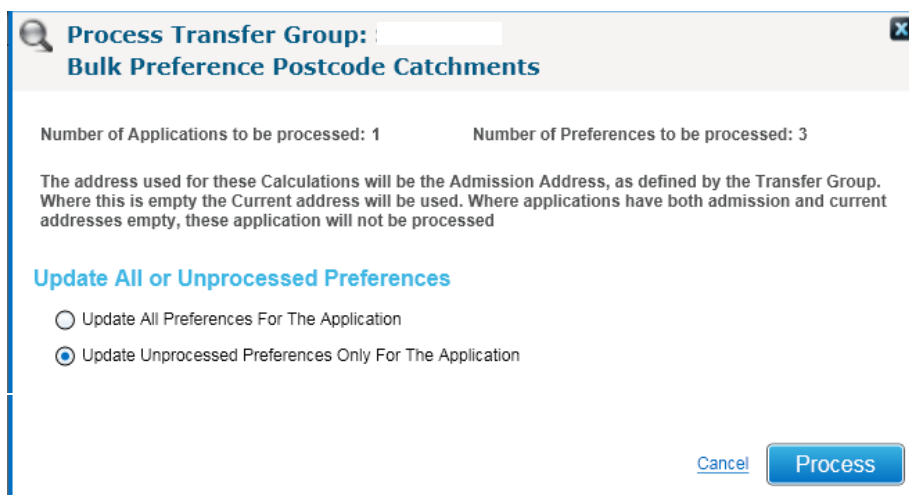 Process Transfer Group:
Bulk Preference Postcode Catchments
Number of Applications to be processed: 1 Number of Preferences to be processed: 3
The address used for these Calculations will be the Admission Address, as defined by the Transfer Group.
Where this is empty the Current address will be used. Where applications have both admission and current
addresses empty, these application will not be processed
Update All or Unprocessed Preferences
Update All Preferences For The Application
Update Unprocessed Preferences Only For The Application
Cancel Process